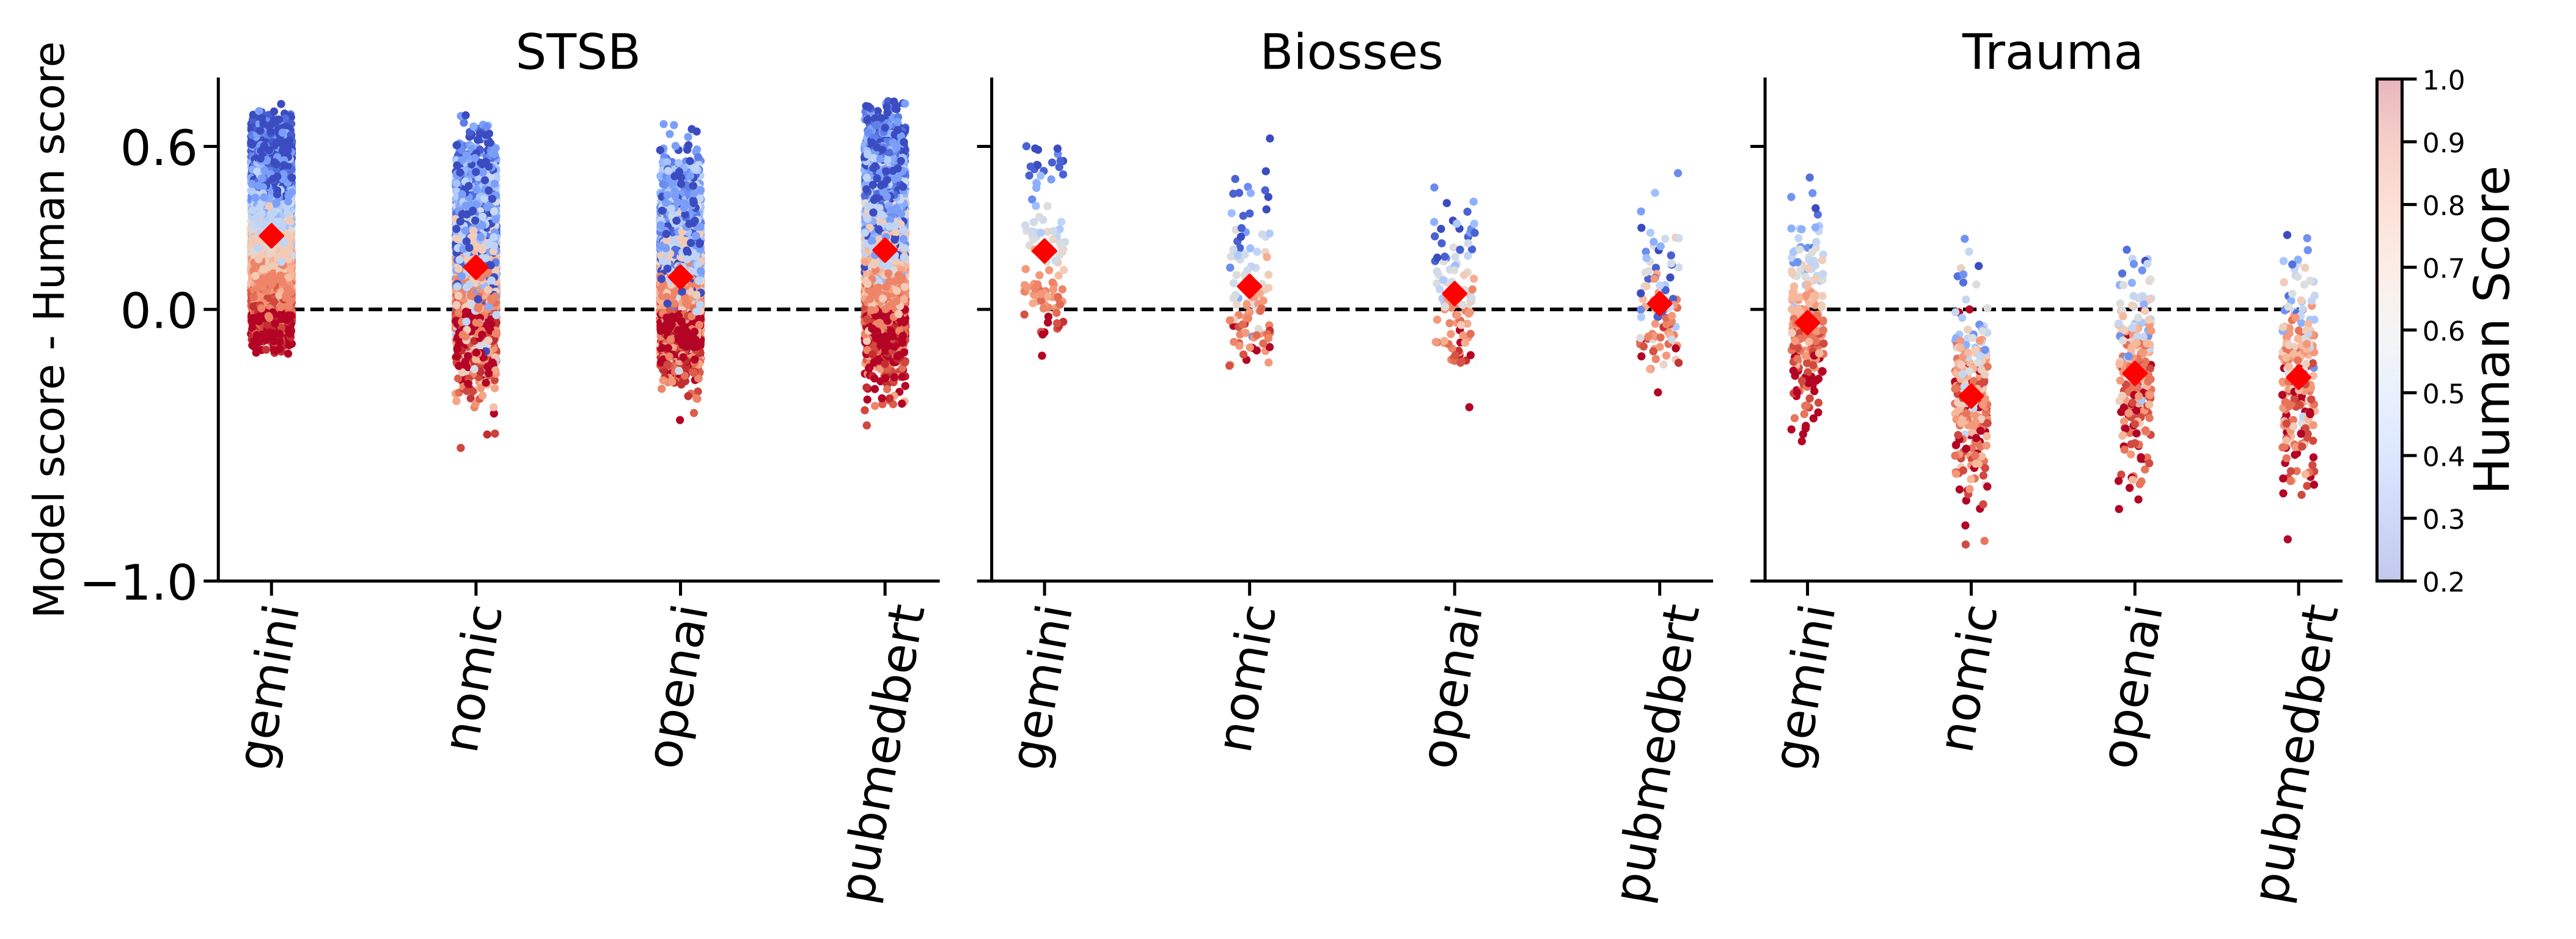 STSB
Biosses
Trauma
Model score - Human score
0.6
0.0
−1.0
gemini
nomic
openai
pubmedbert
gemini
nomic
openai
pubmedbert
gemini
nomic
openai
pubmedbert
1.0
0.9
0.8
0.7
0.6
0.5
0.4
0.3
0.2
Human Score